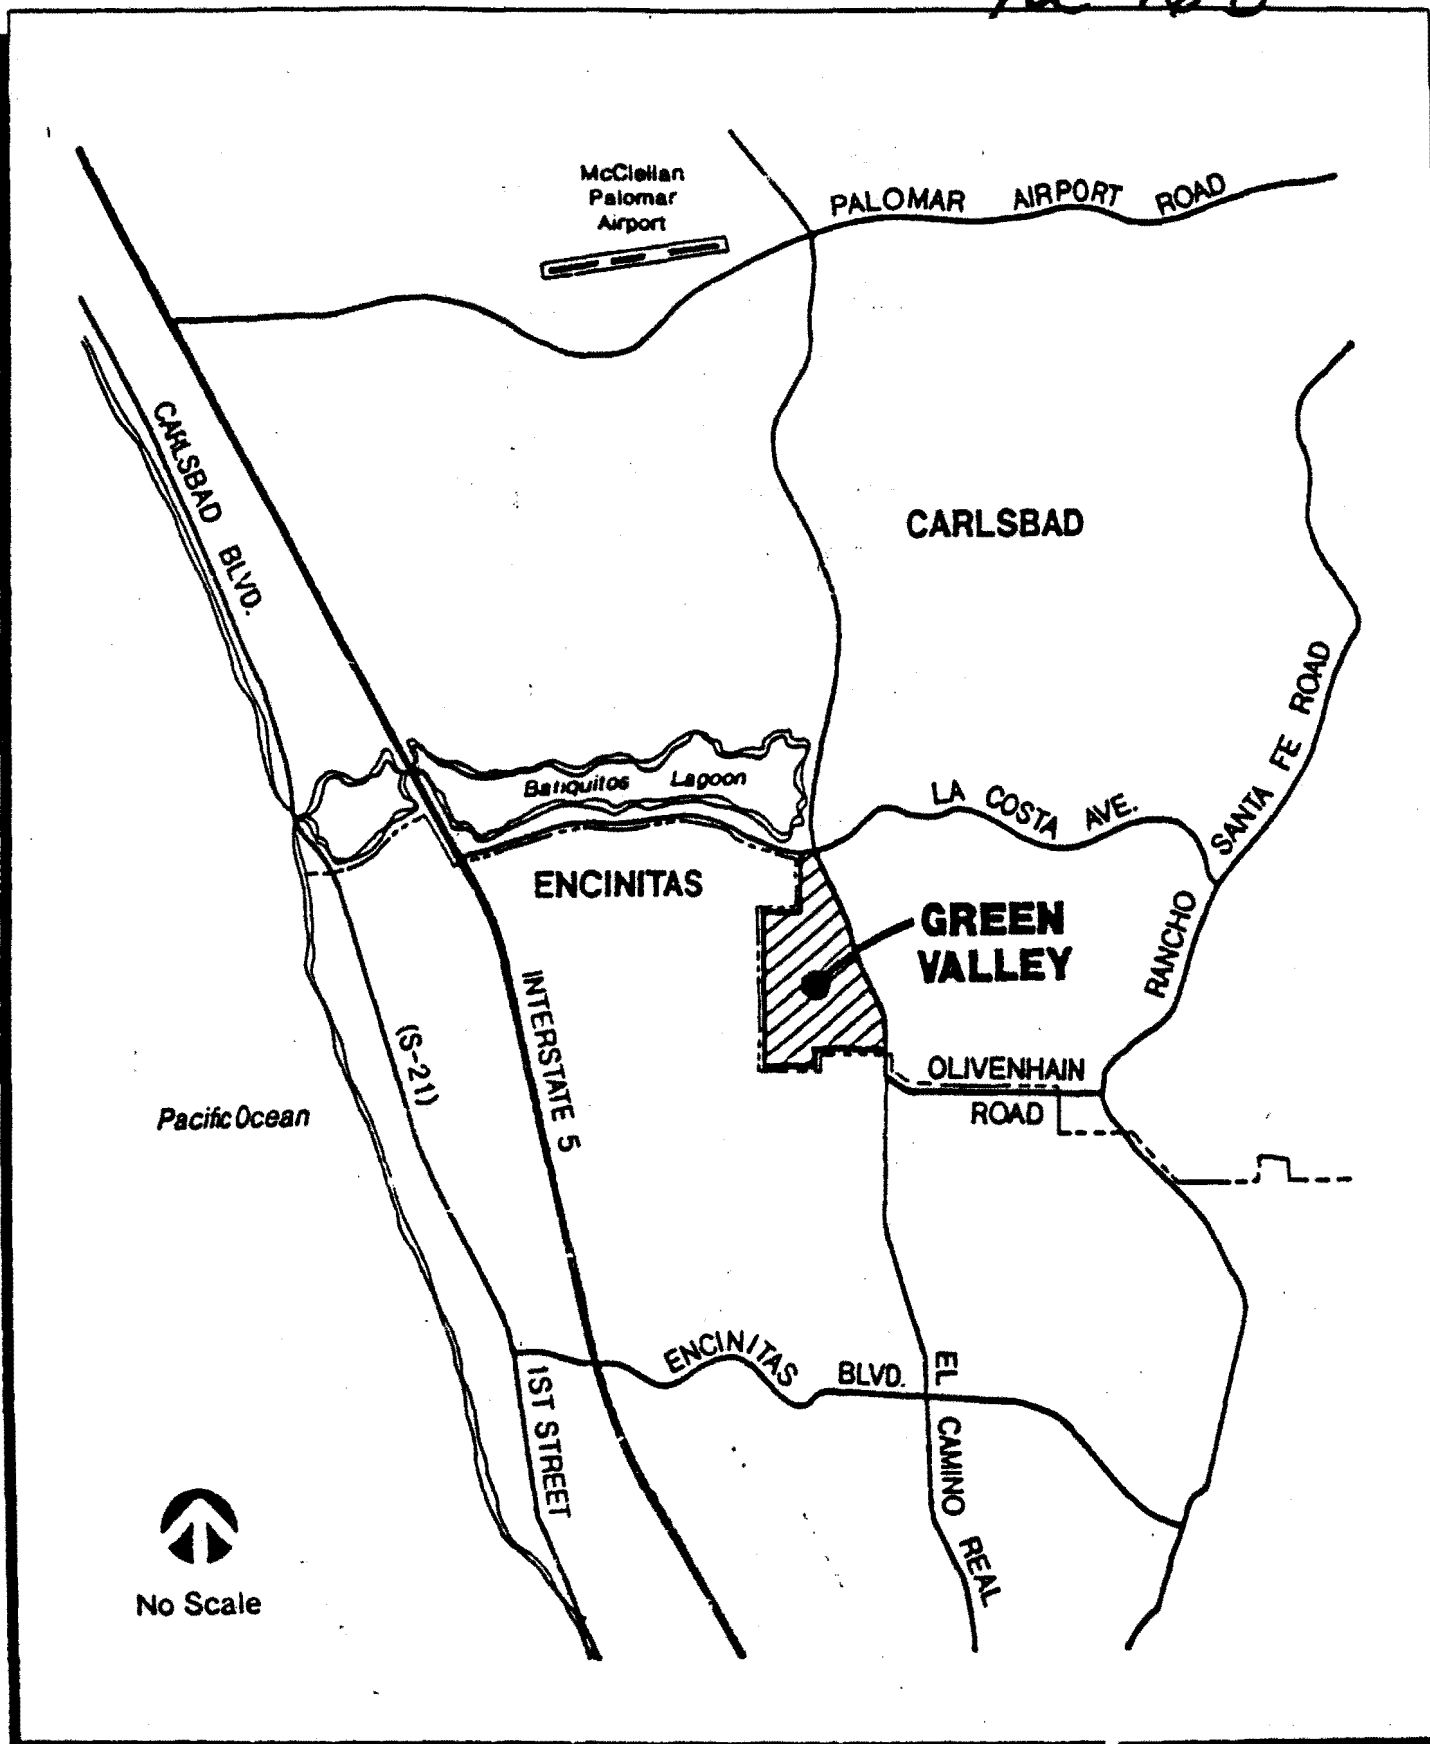 McClellan
Palomar
Airport
PALOMAR AIRPORT ROAD
CARLSBAD BLVD.
CARLSBAD
SANTA FE ROAD
RANCHO
Batiquitos Lagoon
LA COSTA AVE.
ENCINITAS
GREEN
VALLEY
INTERSTATE 5
(S-21)
OLIVENHAIN
ROAD
Pacific Ocean
ENCINITAS BLVD.
EL CAMINO REAL
1ST STREET
No Scale